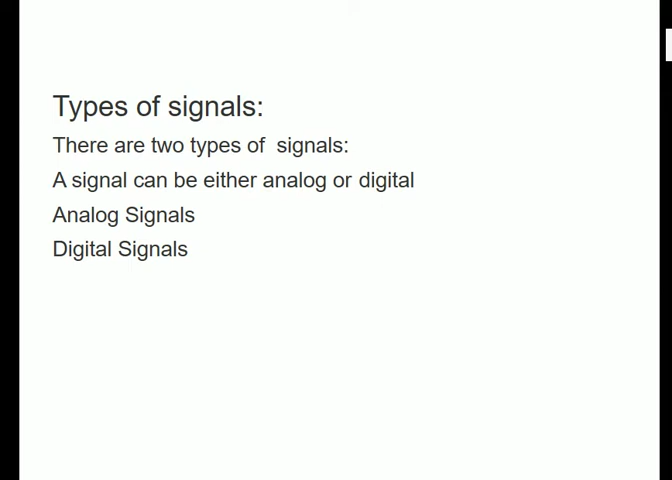 Types of signals:
There are two types of  signals:
A signal can be either analog or digital
Analog Signals
Digital Signals